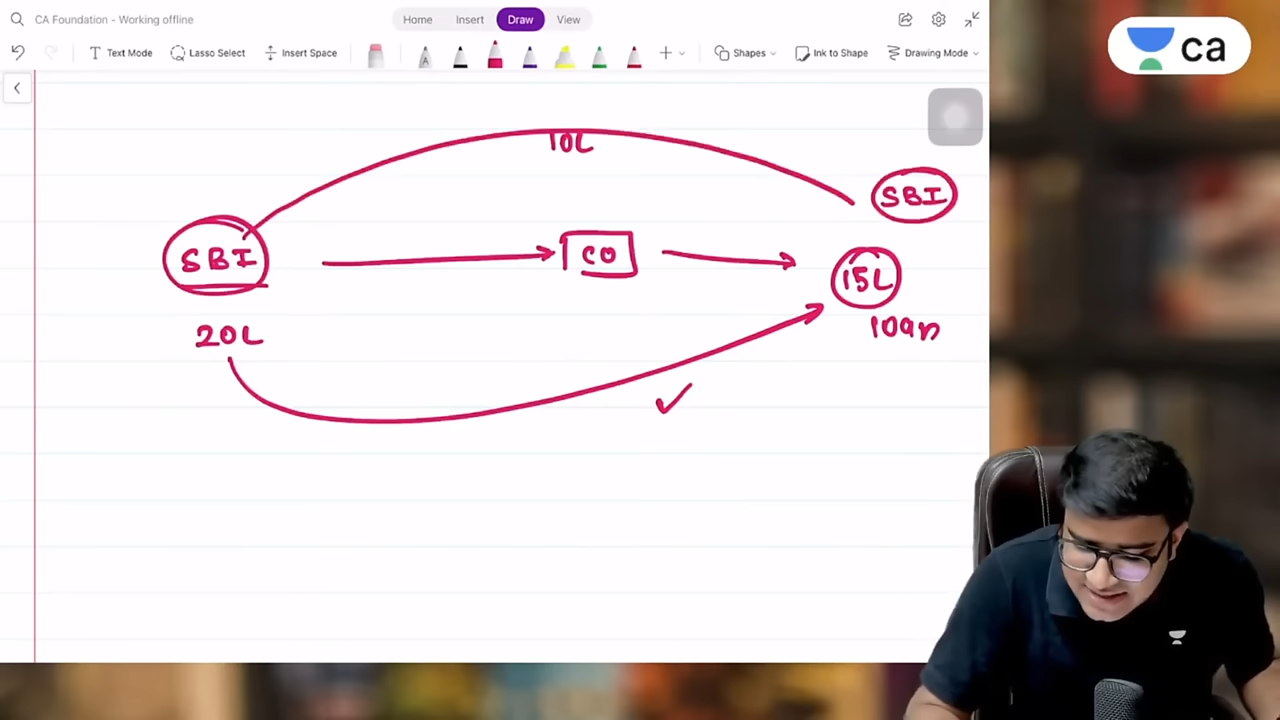 CA Foundation - Working offline
Home Insert Draw View
Text Mode Lasso Select Insert Space Shapes Ink to Shape Drawing Mode
ca
10L
SBI
SBI
CO
15L
loan
20L